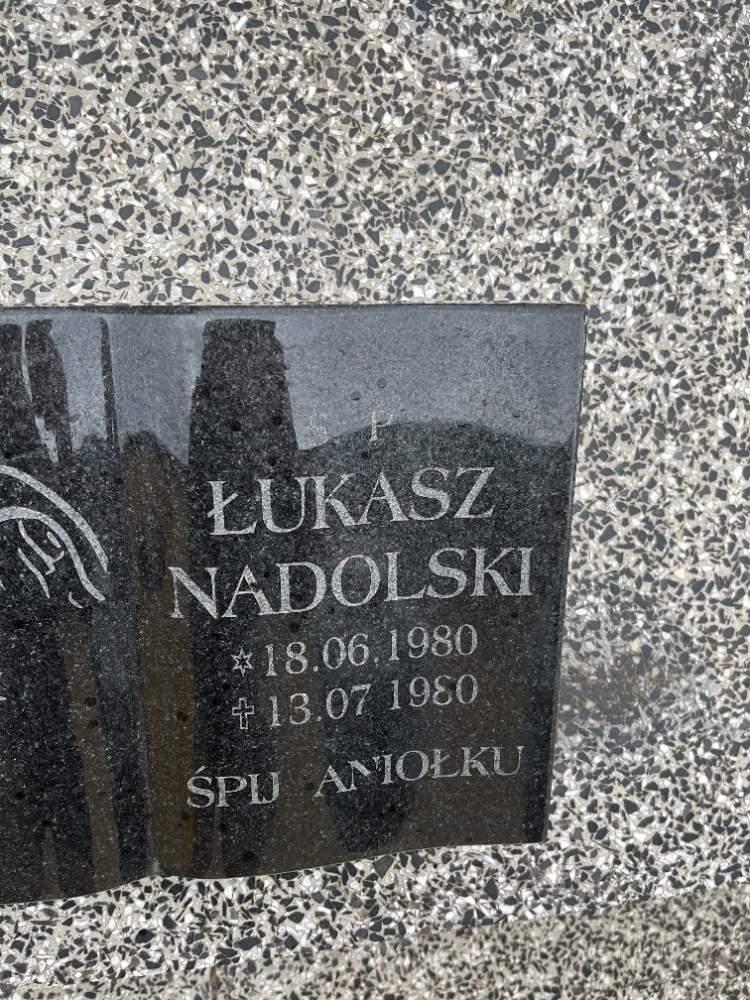 Ś P
ŁUKASZ
NADOLSKI
18.06.1980
13.07 1980
ŚPIJ ANIOŁKU